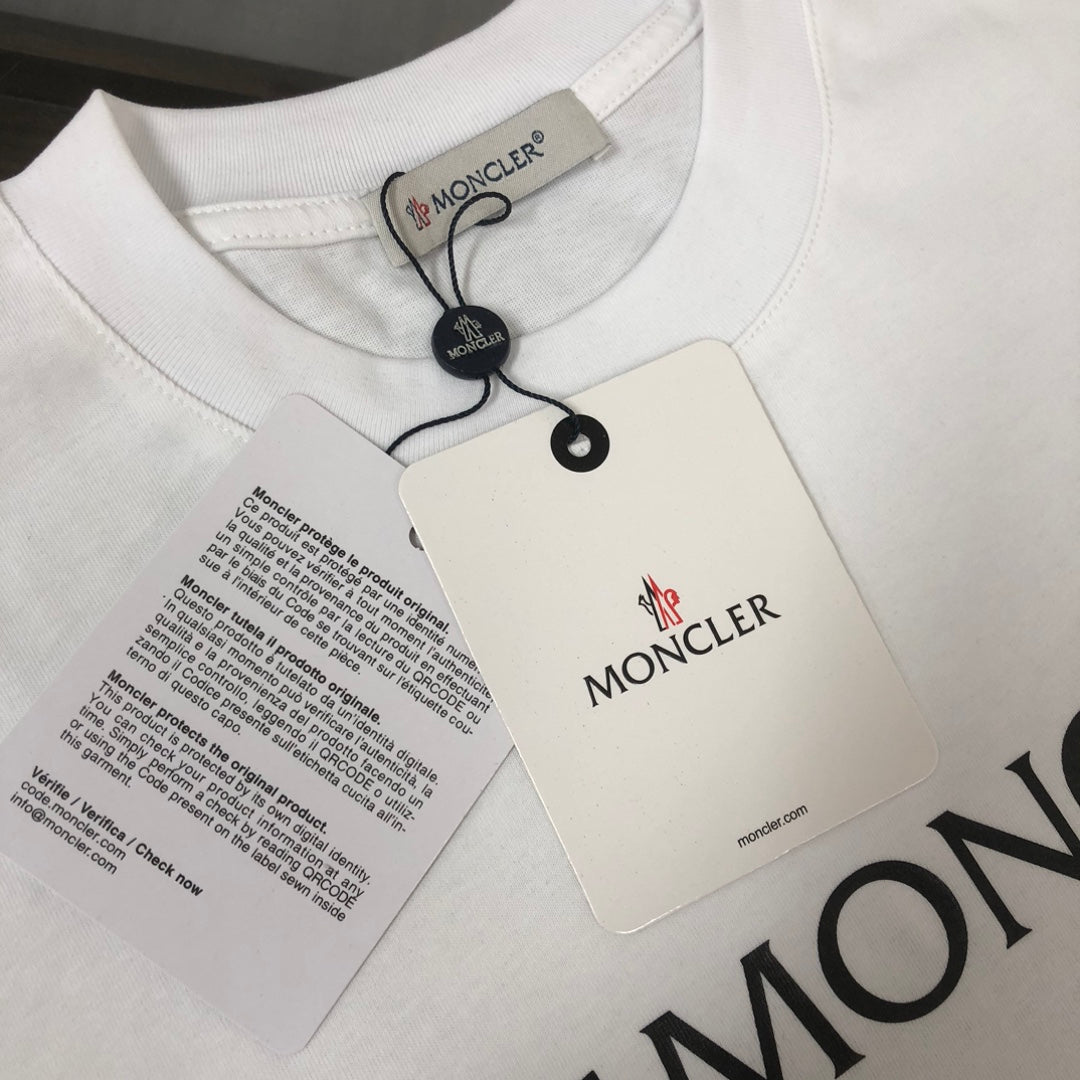 MONCLER®
MONCLER
Moncler protège le produit original.
Ce produit est protégé par une identité numé
Vous pouvez vérifier à tout moment l'authenticité,
la qualité et la provenance du produit en effectuant
un simple contrôle par la lecture du QRCODE ou
par le biais du Code se trouvant sur l'étiquette cou-
sue à l'intérieur de cette pièce.
Moncler tutela il prodotto originale.
Questo prodotto é tutelato da un'identità digitale.
In qualsiasi momento può verificare l'autenticità, la
qualità e la provenienza del prodotto facendo un
semplice controllo, leggendo il QRCODE o utiliz-
zando il Codice presente sull'etichetta cucita all'in-
terno di questo capo.
Moncler protects the original product.
This product is protected by its own digital identity.
You can check your product information at any
time. Simply perform a check by reading QRCODE
or using the Code present on the label sewn inside
this garment.
Vérifie / Verifica / Check now
code.moncler.com
info@moncler.com
MONCLER
moncler.com
MONC